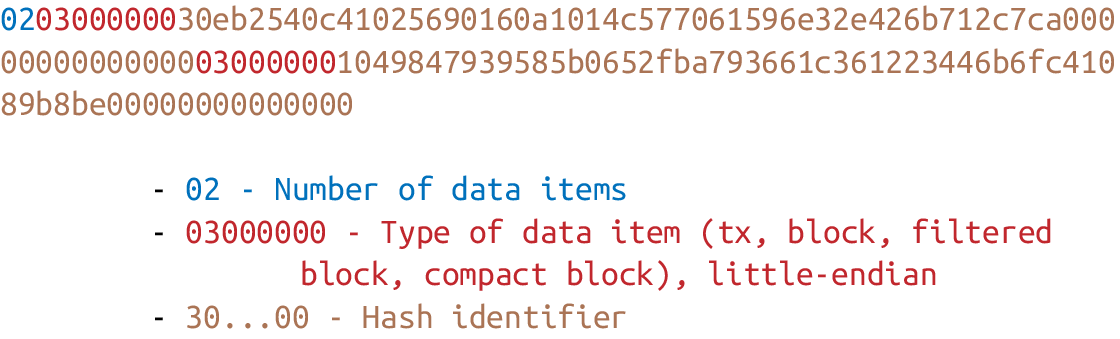 020300000030eb2540c41025690160a1014c577061596e32e426b712c7ca000
00000000000030000001049847939585b0652fba793661c361223446b6fc410
89b8be00000000000000
- 02 - Number of data items
- 03000000 - Type of data item (tx, block, filtered
block, compact block), little-endian
- 30...00 - Hash identifier